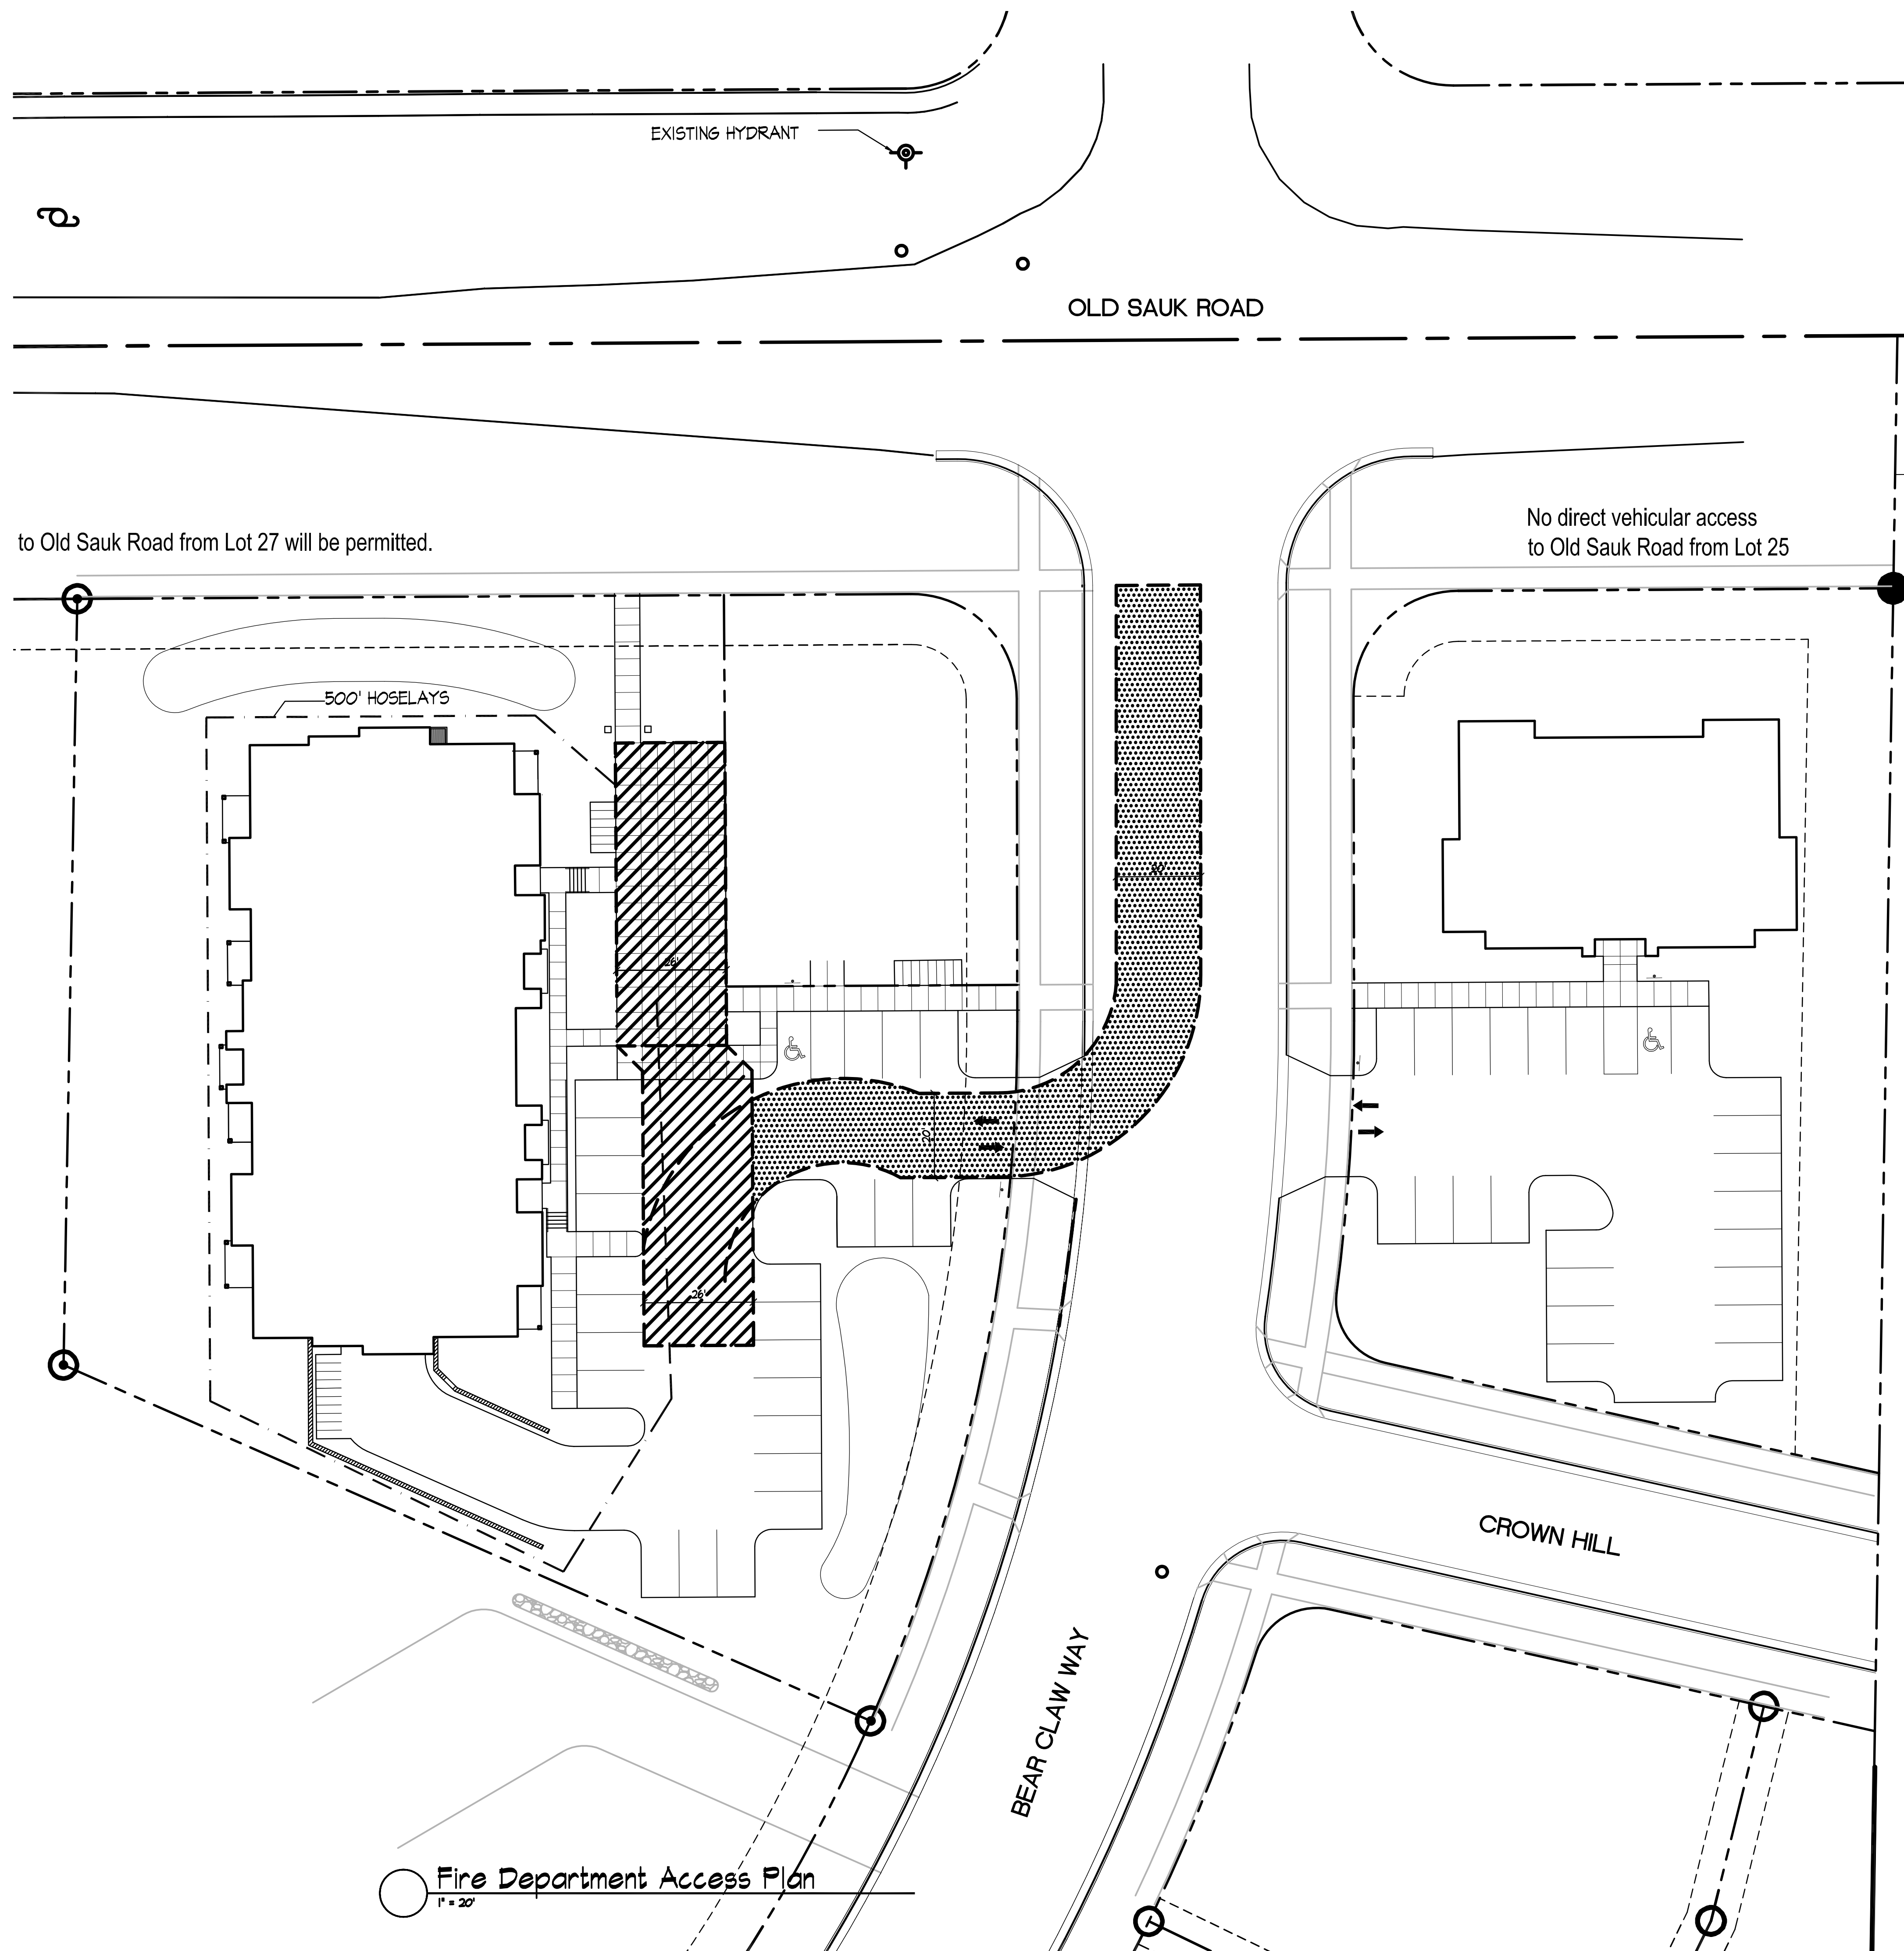 EXISTING HYDRANT
OLD SAUK ROAD
No direct vehicular access
to Old Sauk Road from Lot 25
to Old Sauk Road from Lot 27 will be permitted.
500' HOSELAYS
20'
26'
20'
26'
CROWN HILL
BEAR CLAW WAY
Fire Department Access Plan
1" = 20'